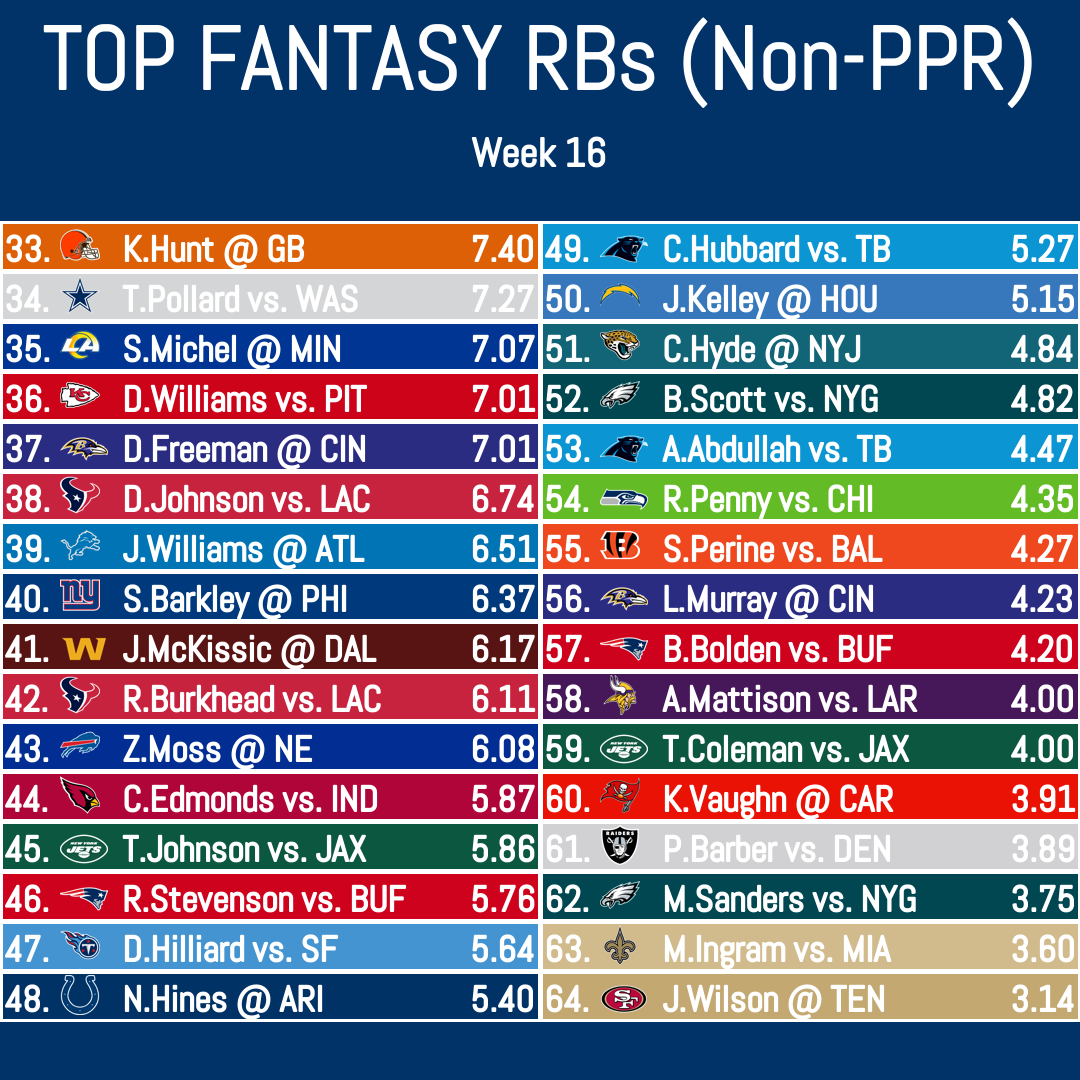 TOP FANTASY RBs (Non-PPR)
Week 16
33. K.Hunt @ GB 7.40
34. T.Pollard vs. WAS 7.27
35. S.Michel @ MIN 7.07
36. D.Williams vs. PIT 7.01
37. D.Freeman @ CIN 7.01
38. D.Johnson vs. LAC 6.74
39. J.Williams @ ATL 6.51
40. S.Barkley @ PHI 6.37
41. J.McKissic @ DAL 6.17
42. R.Burkhead vs. LAC 6.11
43. Z.Moss @ NE 6.08
44. C.Edmonds vs. IND 5.87
45. T.Johnson vs. JAX 5.86
46. R.Stevenson vs. BUF 5.76
47. D.Hilliard vs. SF 5.64
48. N.Hines @ ARI 5.40
49. C.Hubbard vs. TB 5.27
50. J.Kelley @ HOU 5.15
51. C.Hyde @ NYJ 4.84
52. B.Scott vs. NYG 4.82
53. A.Abdullah vs. TB 4.47
54. R.Penny vs. CHI 4.35
55. S.Perine vs. BAL 4.27
56. L.Murray @ CIN 4.23
57. B.Bolden vs. BUF 4.20
58. A.Mattison vs. LAR 4.00
59. T.Coleman vs. JAX 4.00
60. K.Vaughn @ CAR 3.91
61. P.Barber vs. DEN 3.89
62. M.Sanders vs. NYG 3.75
63. M.Ingram vs. MIA 3.60
64. J.Wilson @ TEN 3.14